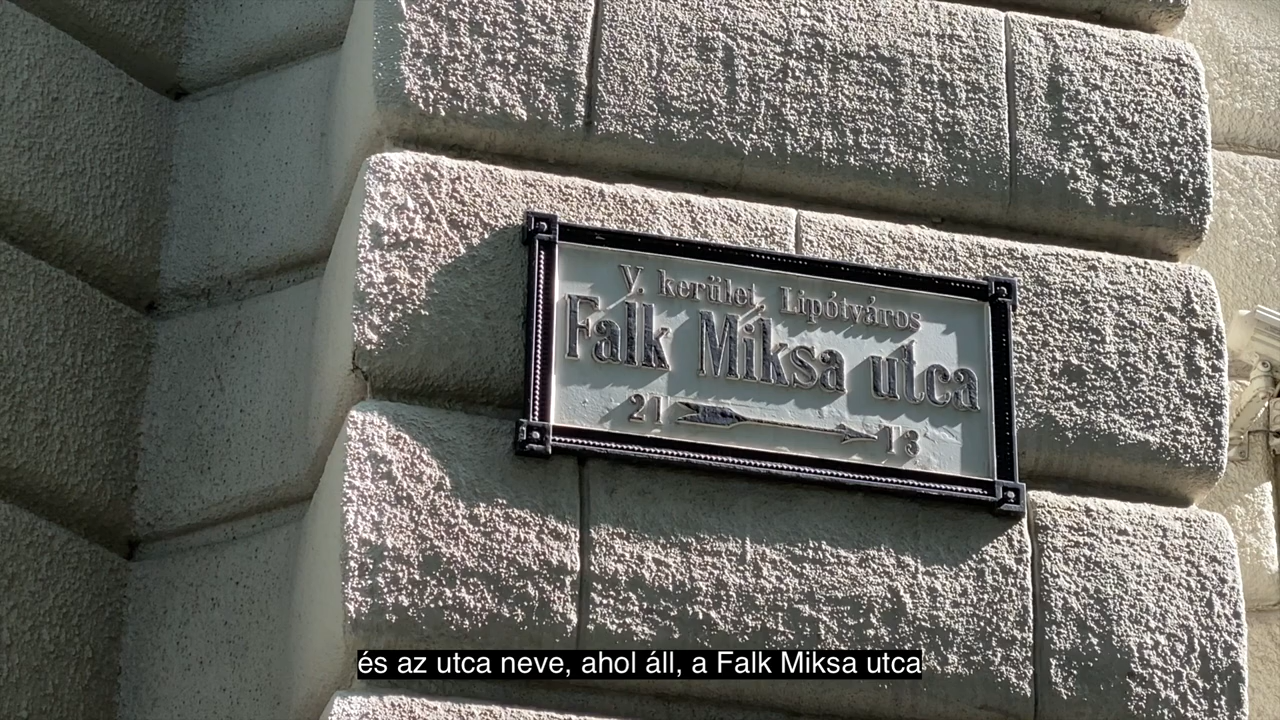 V. kerület, Lipótváros
Falk Miksa utca
21 13
és az utca neve, ahol áll, a Falk Miksa utca